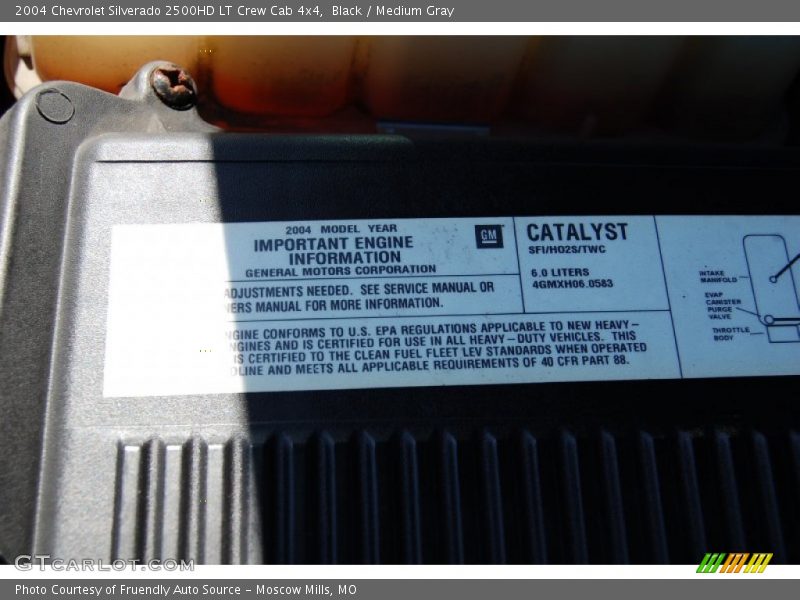 2004 Chevrolet Silverado 2500HD LT Crew Cab 4x4, Black / Medium Gray
2004 MODEL YEAR
IMPORTANT ENGINE
INFORMATION
GENERAL MOTORS CORPORATION
GM
ADJUSTMENTS NEEDED. SEE SERVICE MANUAL OR
NERS MANUAL FOR MORE INFORMATION.
CATALYST
SFI/HO2S/TWC
6.0 LITERS
4GMXH06.0583
NGINE CONFORMS TO U.S. EPA REGULATIONS APPLICABLE TO NEW HEAVY-
NGINES AND IS CERTIFIED FOR USE IN ALL HEAVY-DUTY VEHICLES. THIS
IS CERTIFIED TO THE CLEAN FUEL FLEET LEV STANDARDS WHEN OPERATED
OLINE AND MEETS ALL APPLICABLE REQUIREMENTS OF 40 CFR PART 88.
INTAKE
MANIFOLD
EVAP
CANISTER
PURGE
VALVE
THROTTLE
BODY
GTCARLOT.COM
Photo Courtesy of Fruendly Auto Source - Moscow Mills, MO